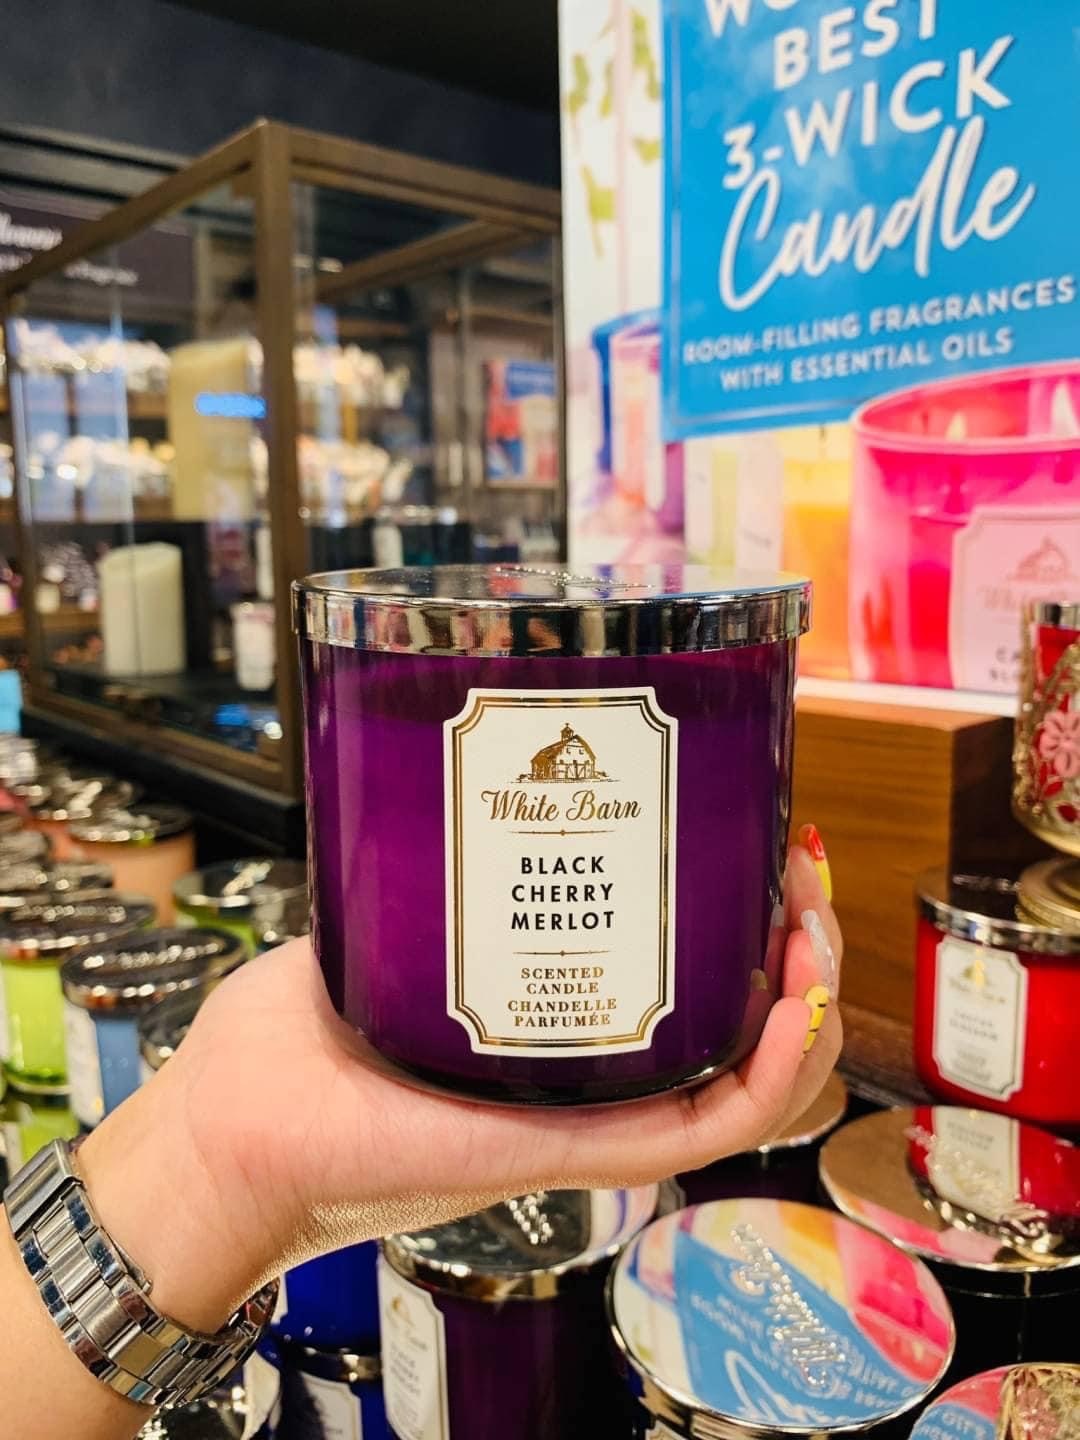 BEST
3-WICK
Candle
ROOM-FILLING FRAGRANCES
WITH ESSENTIAL OILS
White Barn
BLACK
CHERRY
MERLOT
SCENTED
CANDLE
CHANDELLE
PARFUMÉE